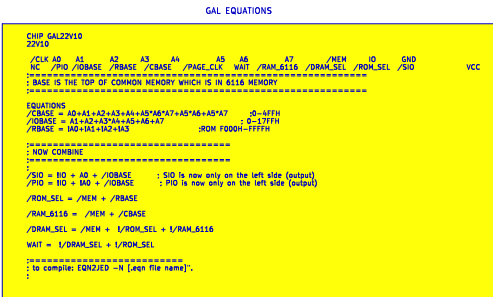 GAL EQUATIONS
CHIP GAL22V10
22V10
/CLK A0 A1 A2 A3 A4 A5 A6 A7 /MEM IO GND
NC /PIO /IOBASE /RBASE /CBASE /PAGE_CLK WAIT /RAM_6116 /DRAM_SEL /ROM_SEL /SIO VCC
;=====================================================
; BASE IS THE TOP OF COMMON MEMORY WHICH IS IN 6116 MEMORY
;=====================================================
EQUATIONS
/CBASE = A0+A1+A2+A3+A4+A5*A6*A7+A5*A6+A5*A7 ;0-4FFH
/IOBASE = A1+A2+A3*A4+A5+A6+A7 ; 0-17FFH
/RBASE = !A0+!A1+!A2+!A3 ;ROM F000H-FFFFH
;================================
; NOW COMBINE
;================================
;
/SIO = !IO + A0 + /IOBASE ; SIO is now only on the left side (output)
/PIO = !IO + !A0 + /IOBASE ; PIO is now only on the left side (output)
/ROM_SEL = /MEM + /RBASE
/RAM_6116 = /MEM + /CBASE
/DRAM_SEL = /MEM + !/ROM_SEL + !/RAM_6116
WAIT = !/DRAM_SEL + !/ROM_SEL
;=========================
; to compile: EQN2JED -N [.eqn file name]".
;